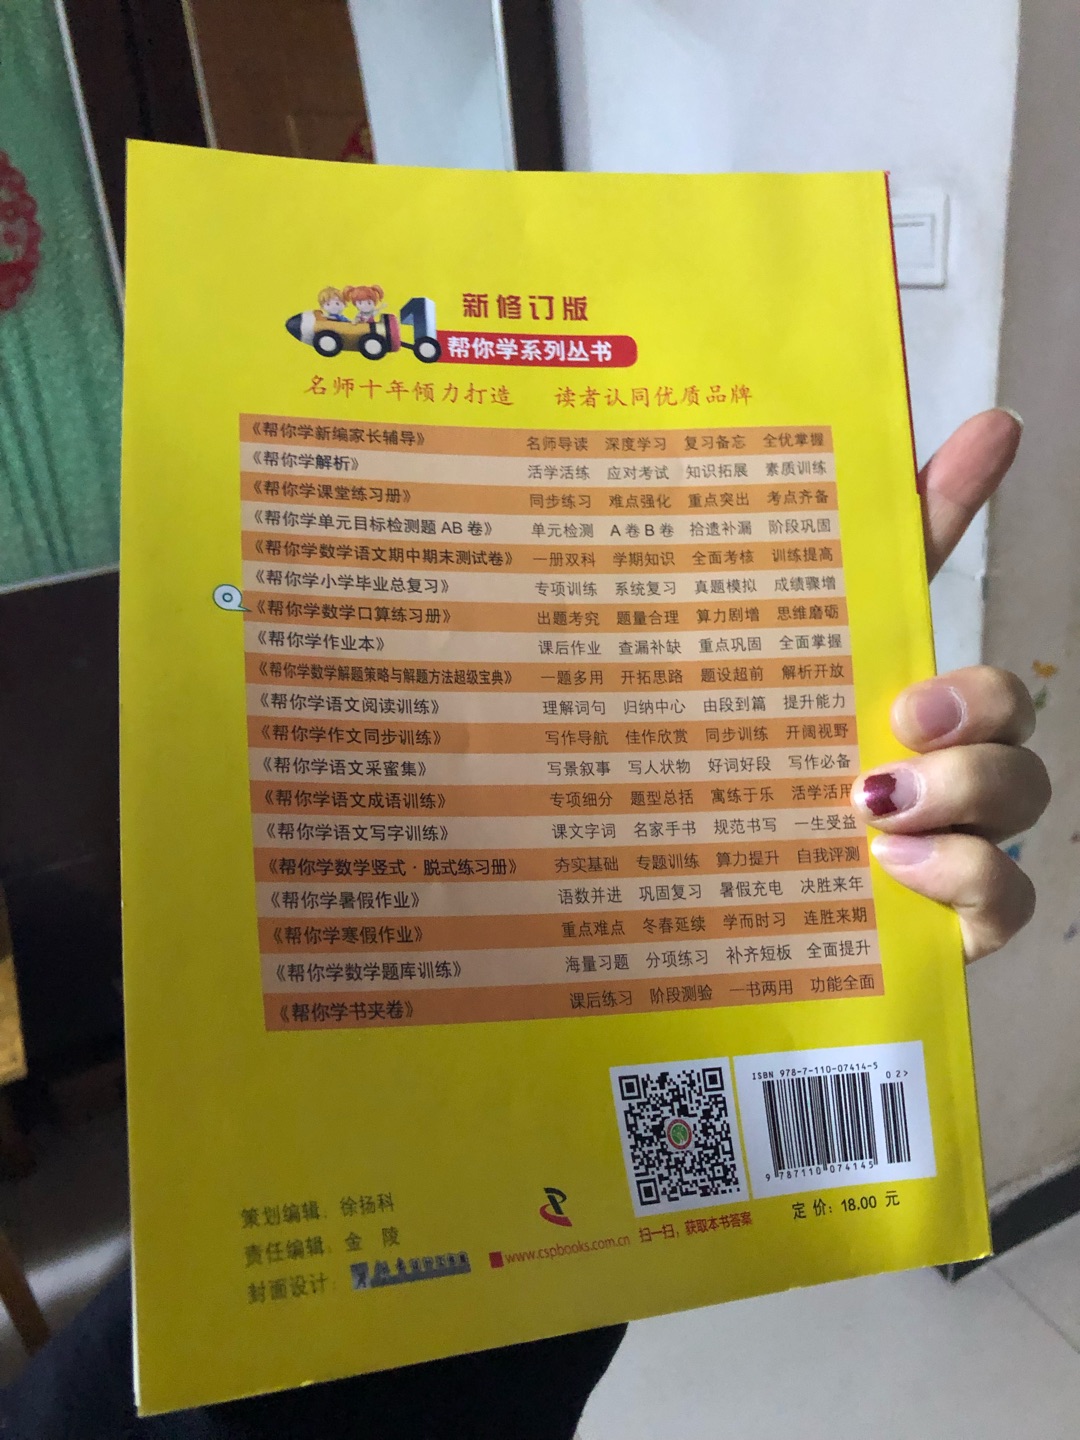 新修订版
帮你学系列丛书
名师十年倾力打造 读者认同优质品牌
《帮你学新编家长辅导》 名师导读 深度学习 复习备忘 全优掌握
《帮你学解析》 活学活练 应对考试 知识拓展 素质训练
《帮你学课堂练习册》 同步练习 难点强化 重点突出 考点齐备
《帮你学单元目标检测题AB卷》 单元检测 A卷B卷 拾遗补漏 阶段巩固
《帮你学数学语文期中期末测试卷》 一册双科 学期知识 全面考核 训练提高
《帮你学小学毕业总复习》 专项训练 系统复习 真题模拟 成绩骤增
《帮你学数学口算练习册》 出题考究 题量合理 算力剧增 思维磨砺
《帮你学作业本》 课后作业 查漏补缺 重点巩固 全面掌握
《帮你学数学解题策略与解题方法超级宝典》 一题多用 开拓思路 题设超前 解析开放
《帮你学语文阅读训练》 理解词句 归纳中心 由段到篇 提升能力
《帮你学作文同步训练》 写作导航 佳作欣赏 同步训练 开阔视野
《帮你学语文采蜜集》 写景叙事 写人状物 好词好段 写作必备
《帮你学语文成语训练》 专项细分 题型总括 寓练于乐 活学活用
《帮你学语文写字训练》 课文字词 名家手书 规范书写 一生受益
《帮你学数学竖式·脱式练习册》 夯实基础 专题训练 算力提升 自我评测
《帮你学暑假作业》 语数并进 巩固复习 暑假充电 决胜来年
《帮你学寒假作业》 重点难点 冬春延续 学而时习 连胜来期
《帮你学数学题库训练》 海量习题 分项练习 补齐短板 全面提升
《帮你学书夹卷》 课后练习 阶段测验 一书两用 功能全面
ISBN 978-7-110-07414-5
02>
9 787110 074145
定价：18.00 元
扫一扫，获取本书答案
www.cspbooks.com.cn
策划编辑：徐扬科
责任编辑：金 陵
封面设计：